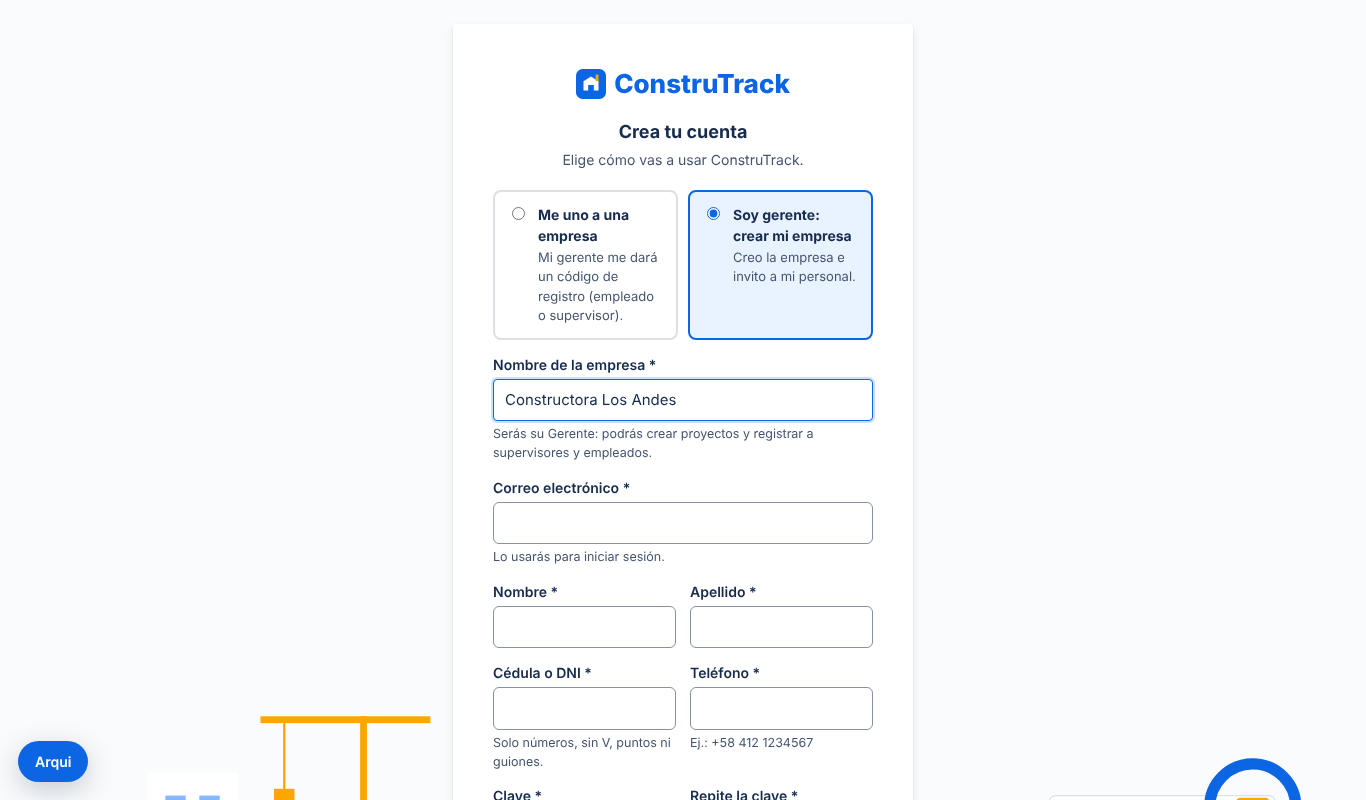 ConstruTrack
Crea tu cuenta
Elige cómo vas a usar ConstruTrack.
Me uno a una
empresa
Mi gerente me dará
un código de
registro (empleado
o supervisor).
Soy gerente:
crear mi empresa
Creo la empresa e
invito a mi personal.
Nombre de la empresa *
Constructora Los Andes
Serás su Gerente: podrás crear proyectos y registrar a
supervisores y empleados.
Correo electrónico *
Lo usarás para iniciar sesión.
Nombre *
Apellido *
Cédula o DNI *
Teléfono *
Solo números, sin V, puntos ni
guiones.
Ej.: +58 412 1234567
Clave *
Repite la clave *
Arqui